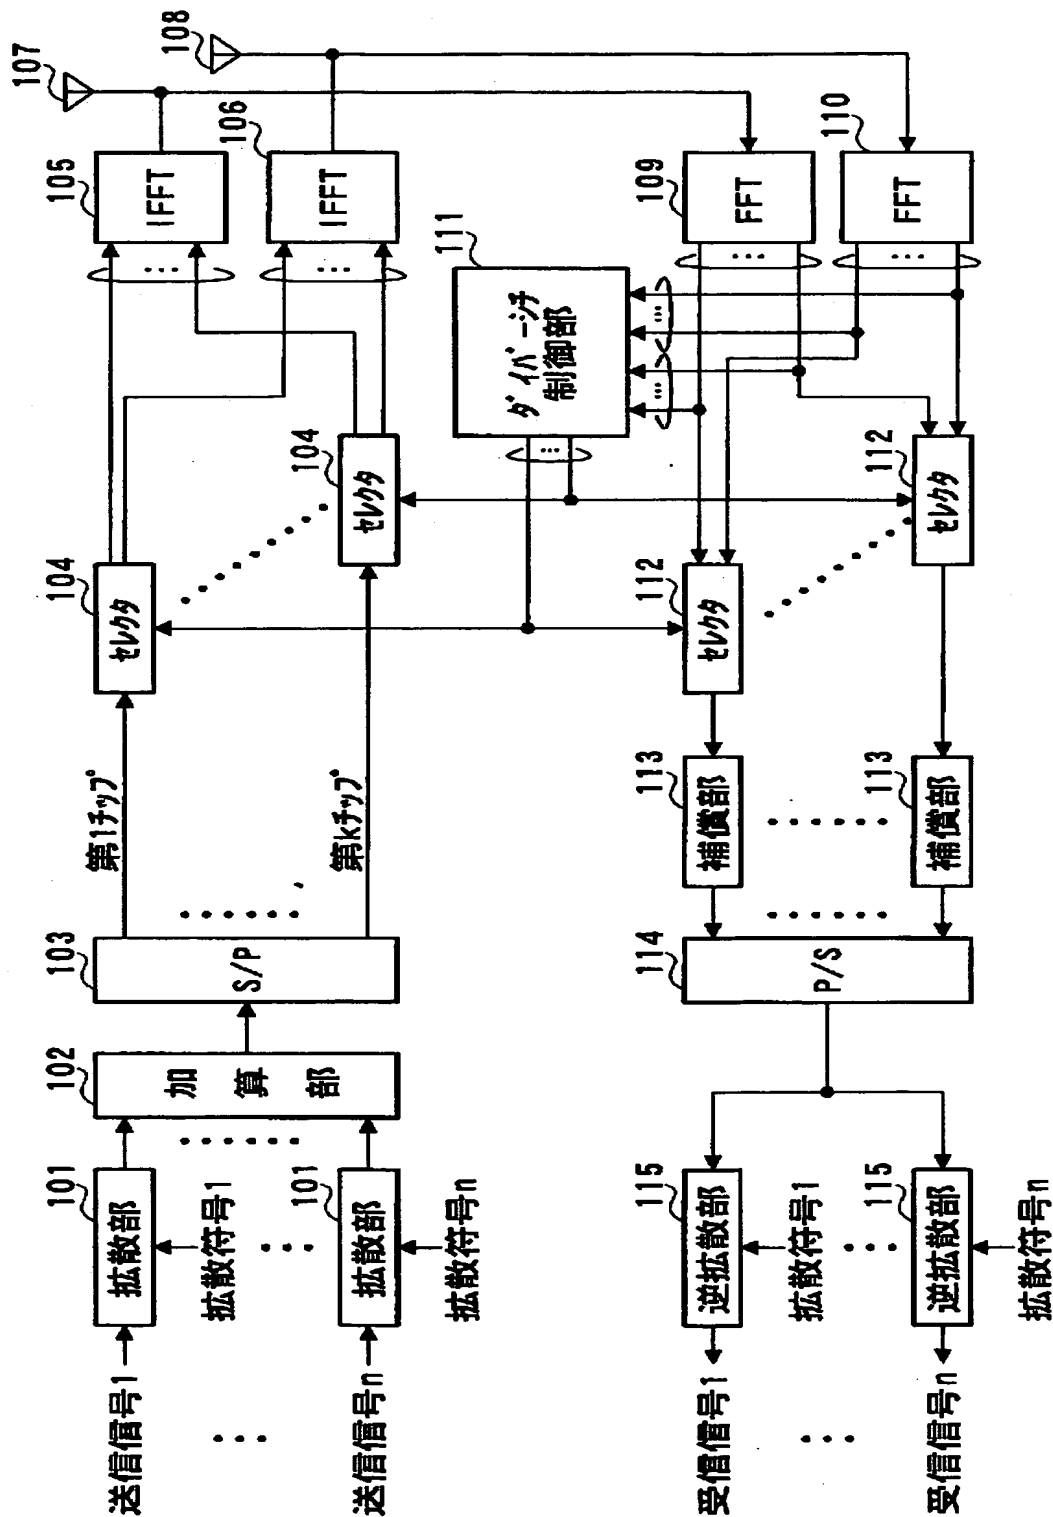 送信信号1
送信信号n
101
拡散部
拡散符号1
101
拡散部
拡散符号n
102
加算部
103
S/P
第1ﾁｯﾌﾟ
第kﾁｯﾌﾟ
104
ｾﾚｸﾀ
104
ｾﾚｸﾀ
105
IFFT
106
IFFT
107
108
109
FFT
110
FFT
111
ﾀﾞｲﾊﾞｰｼﾁ
制御部
112
ｾﾚｸﾀ
112
ｾﾚｸﾀ
113
補償部
113
補償部
114
P/S
115
逆拡散部
拡散符号1
115
逆拡散部
拡散符号n
受信信号1
受信信号n